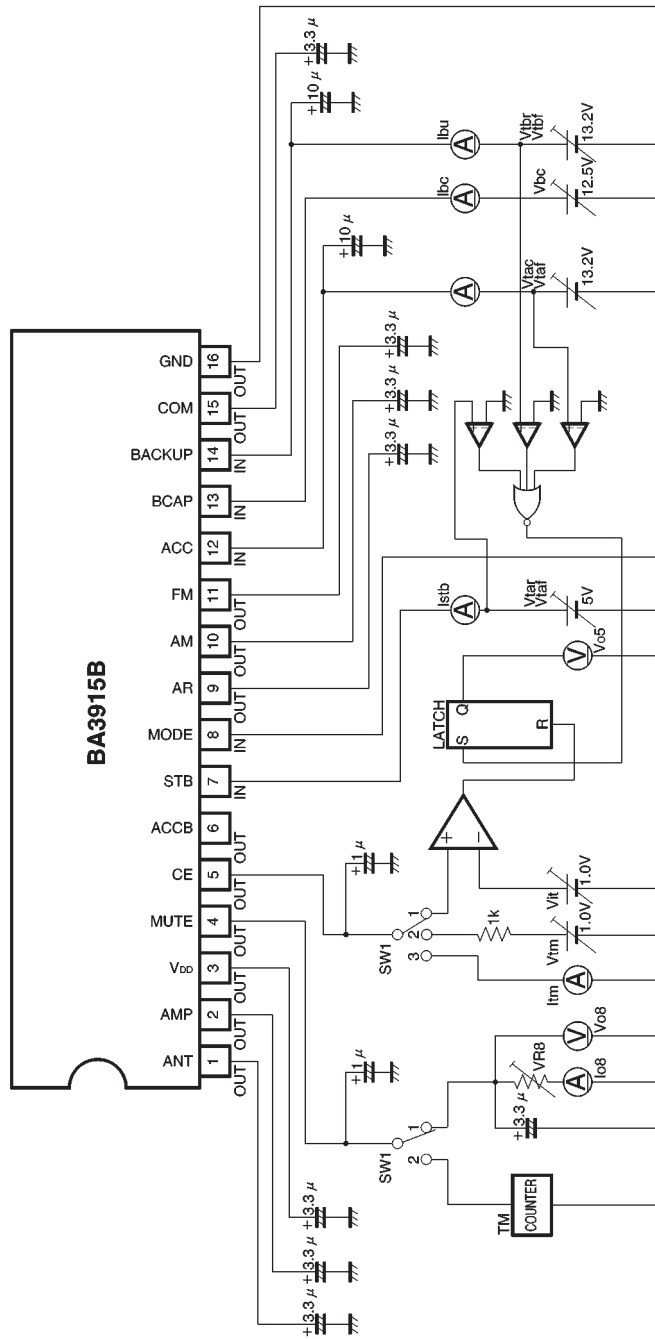 BA3915B
ANT
AMP
VDD
MUTE
CE
ACCB
STB
MODE
AR
AM
FM
ACC
BCAP
BACKUP
COM
GND
1
2
3
4
5
6
7
8
9
10
11
12
13
14
15
16
OUT
OUT
OUT
OUT
OUT
OUT
IN
IN
OUT
OUT
OUT
IN
IN
IN
OUT
OUT
+3.3μ
+3.3μ
+3.3μ
+1μ
+1μ
+3.3μ
+3.3μ
+3.3μ
+10μ
+10μ
+3.3μ
SW1
2
1
TM
COUNTER
+3.3μ
VR8
A
Io8
V
Vo8
SW1
3
2
1
1k
A
Itm
Vtm
1.0V
Vit
1.0V
+
−
LATCH
S
Q
R
V
Vo5
Istb
A
Vtar
Vtaf
5V
A
Vtac
Vtaf
13.2V
Ibc
A
Vbc
12.5V
Ibu
A
Vtbr
Vtbf
13.2V